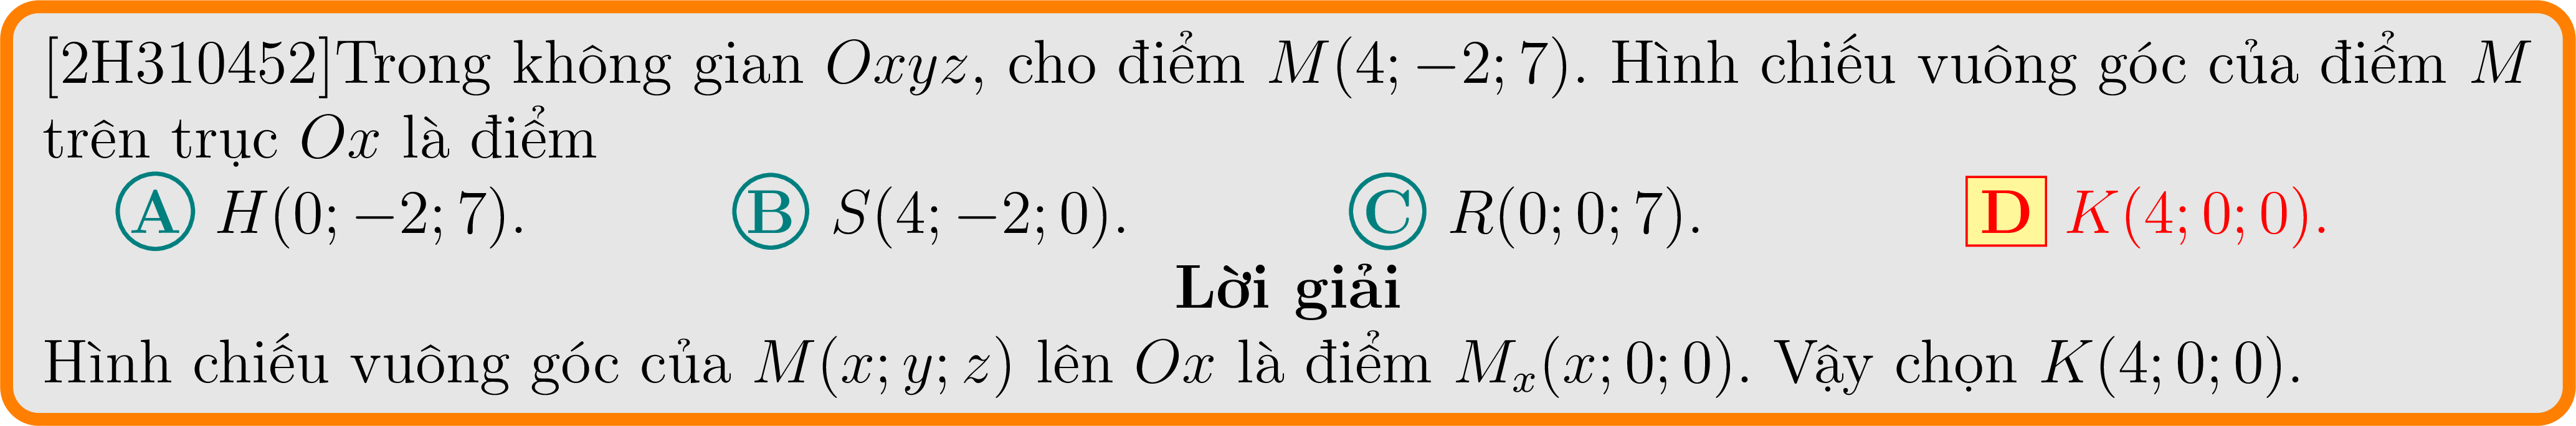 [2H310452]Trong không gian Oxyz, cho điểm M(4; −2; 7). Hình chiếu vuông góc của điểm M
trên trục Ox là điểm
A H(0; −2; 7). B S(4; −2; 0). C R(0; 0; 7). D K(4; 0; 0).
Lời giải
Hình chiếu vuông góc của M(x; y; z) lên Ox là điểm Mₓ(x; 0; 0). Vậy chọn K(4; 0; 0).